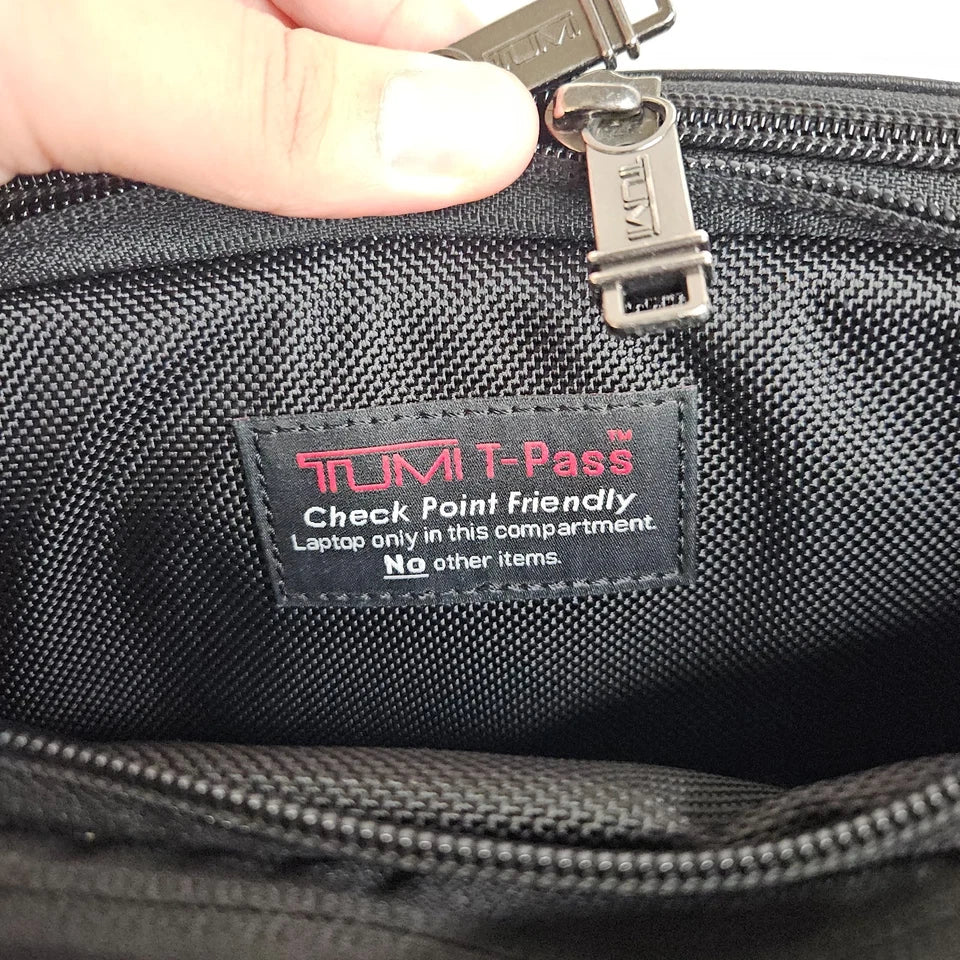 TUMI
TUMI
TUMI T-Pass™
Check Point Friendly
Laptop only in this compartment.
No other items.